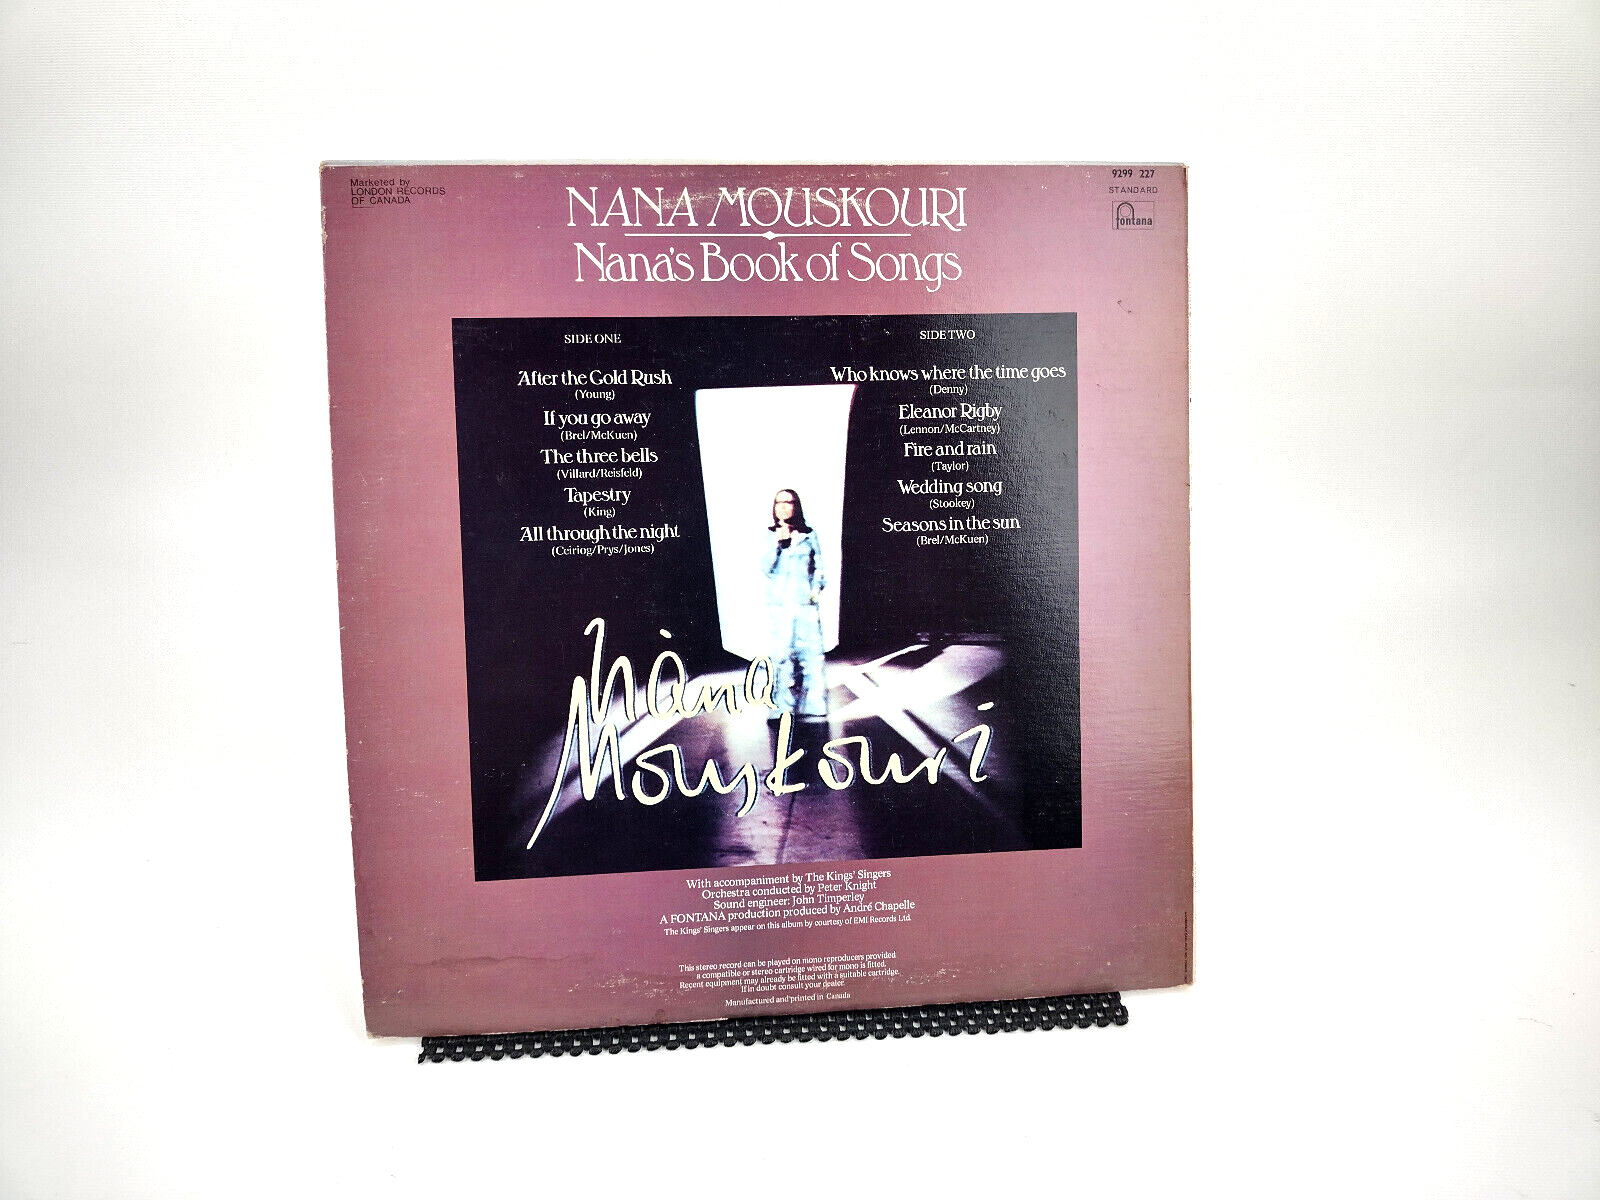 Marketed by
LONDON RECORDS
OF CANADA
9299 227
STANDARD
fontana
NANA MOUSKOURI
Nana's Book of Songs
SIDE ONE
After the Gold Rush
(Young)
If you go away
(Brel/McKuen)
The three bells
(Villard/Reisfeld)
Tapestry
(King)
All through the night
(Ceiriog/Prys/Jones)
SIDE TWO
Who knows where the time goes
(Denny)
Eleanor Rigby
(Lennon/McCartney)
Fire and rain
(Taylor)
Wedding song
(Stookey)
Seasons in the sun
(Brel/McKuen)
Nana
Mouskouri
With accompaniment by The Kings' Singers
Orchestra conducted by Peter Knight
Sound engineer: John Timperley
A FONTANA production produced by André Chapelle
The Kings' Singers appear on this album by courtesy of EMI Records Ltd.
This stereo record can be played on mono reproducers provided
a compatible or stereo cartridge wired for mono is fitted.
Recent equipment may already be fitted with a suitable cartridge.
If in doubt consult your dealer.
Manufactured and printed in Canada